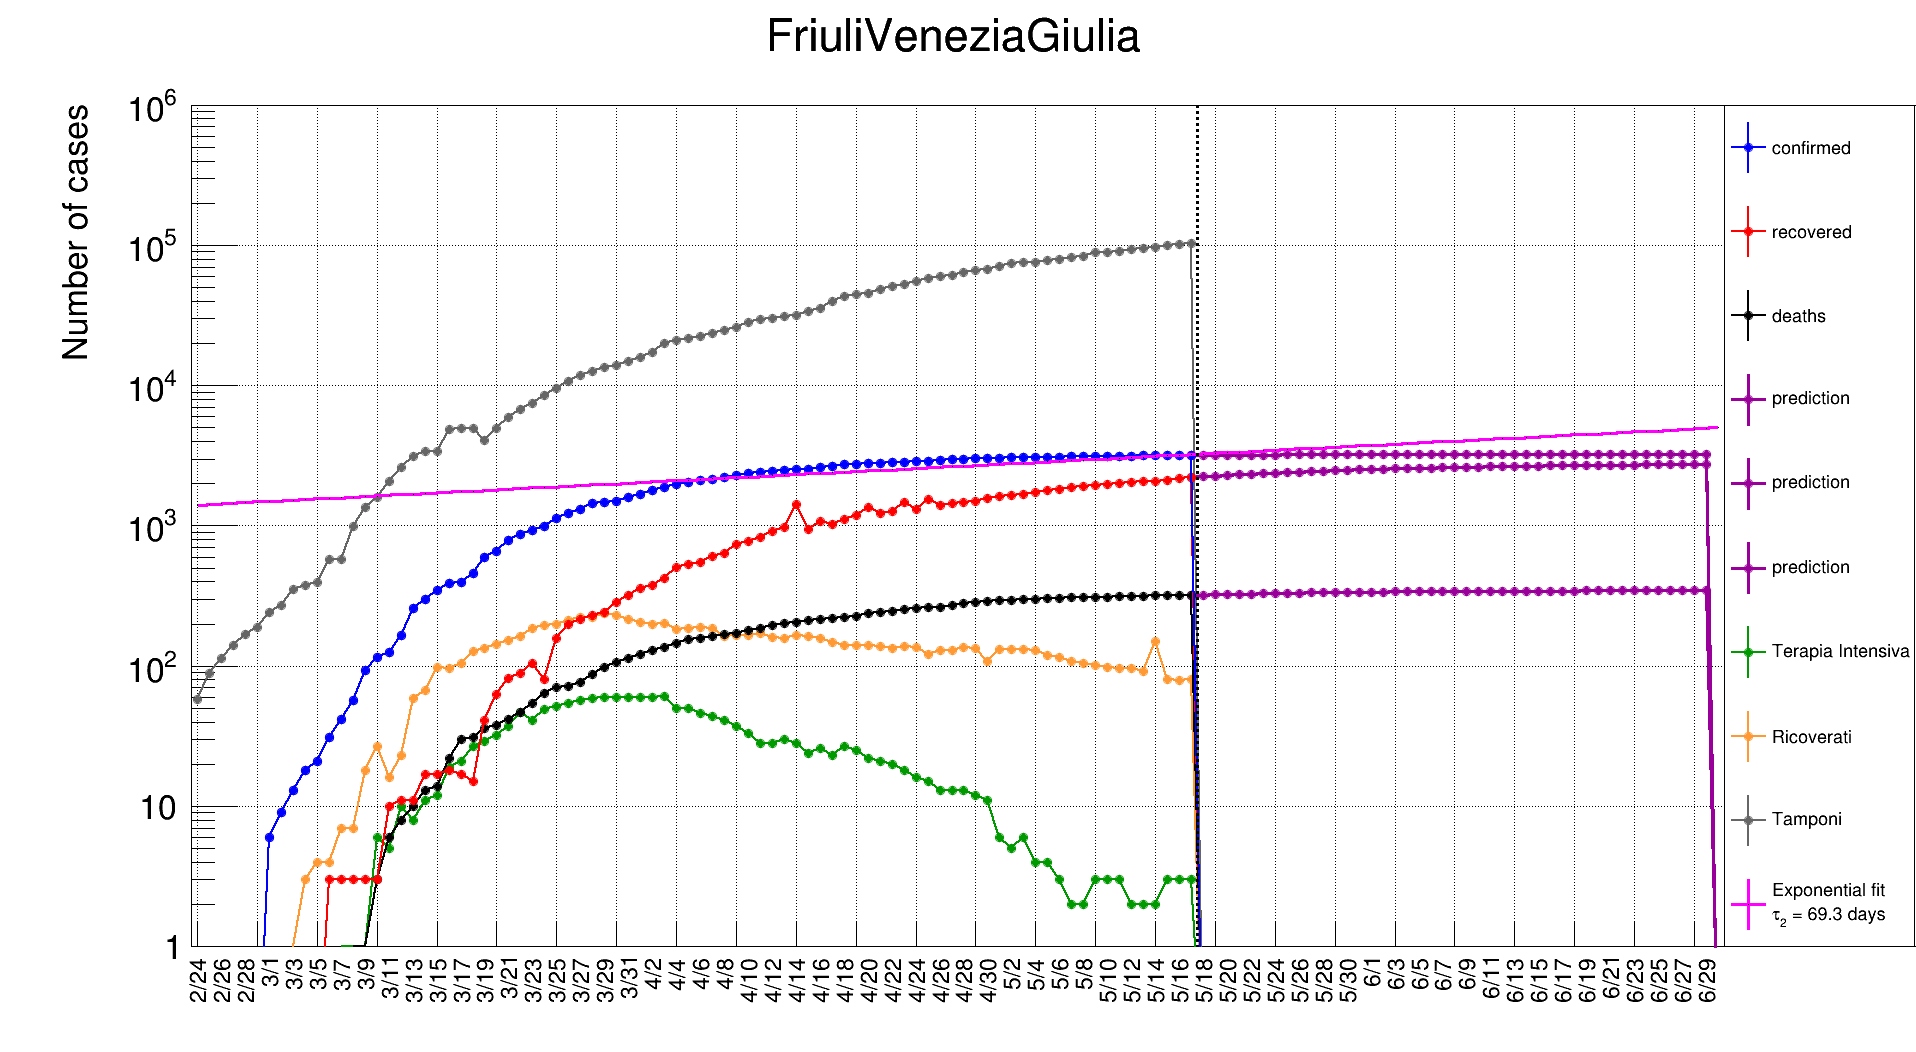 FriuliVeneziaGiulia
Number of cases
10^6
10^5
10^4
10^3
10^2
10
1
2/24 2/26 2/28 3/1 3/3 3/5 3/7 3/9 3/11 3/13 3/15 3/17 3/19 3/21 3/23 3/25 3/27 3/29 3/31 4/2 4/4 4/6 4/8 4/10 4/12 4/14 4/16 4/18 4/20 4/22 4/24 4/26 4/28 4/30 5/2 5/4 5/6 5/8 5/10 5/12 5/14 5/16 5/18 5/20 5/22 5/24 5/26 5/28 5/30 6/1 6/3 6/5 6/7 6/9 6/11 6/13 6/15 6/17 6/19 6/21 6/23 6/25 6/27 6/29
confirmed
recovered
deaths
prediction
prediction
prediction
Terapia Intensiva
Ricoverati
Tamponi
Exponential fit
τ₂ = 69.3 days